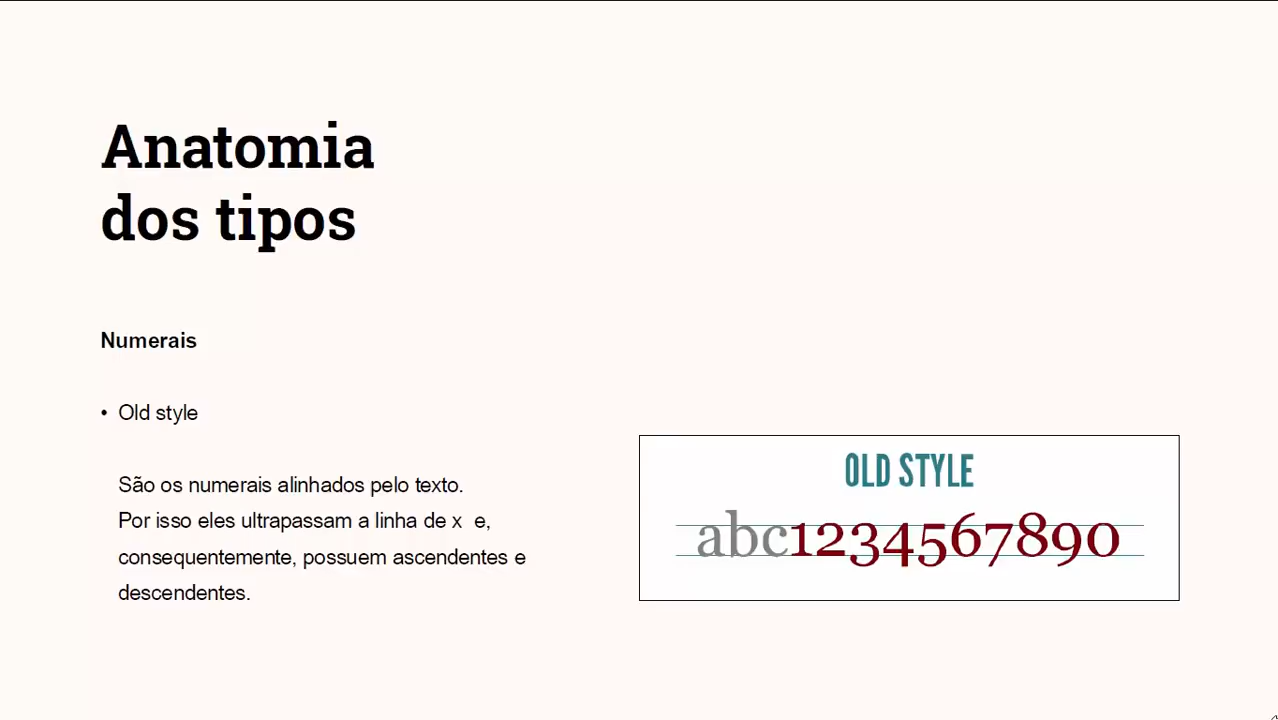 Anatomia
dos tipos
Numerais
• Old style
São os numerais alinhados pelo texto.
Por isso eles ultrapassam a linha de x  e,
consequentemente, possuem ascendentes e
descendentes.
OLD STYLE
abc1234567890